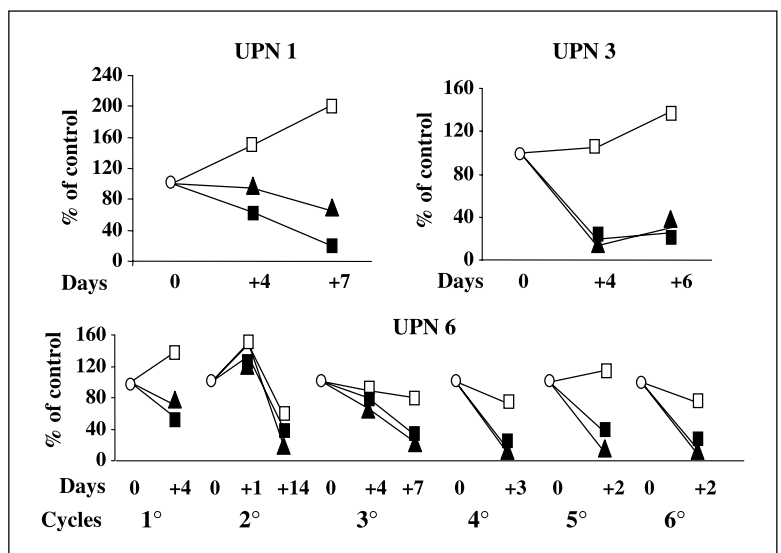 UPN 1
240
200
160
120
80
40
0
% of control
Days 0 +4 +7
UPN 3
160
120
80
40
0
% of control
Days 0 +4 +6
UPN 6
160
120
80
40
0
% of control
Days 0 +4 0 +1 +14 0 +4 +7 0 +3 0 +2 0 +2
Cycles 1° 2° 3° 4° 5° 6°